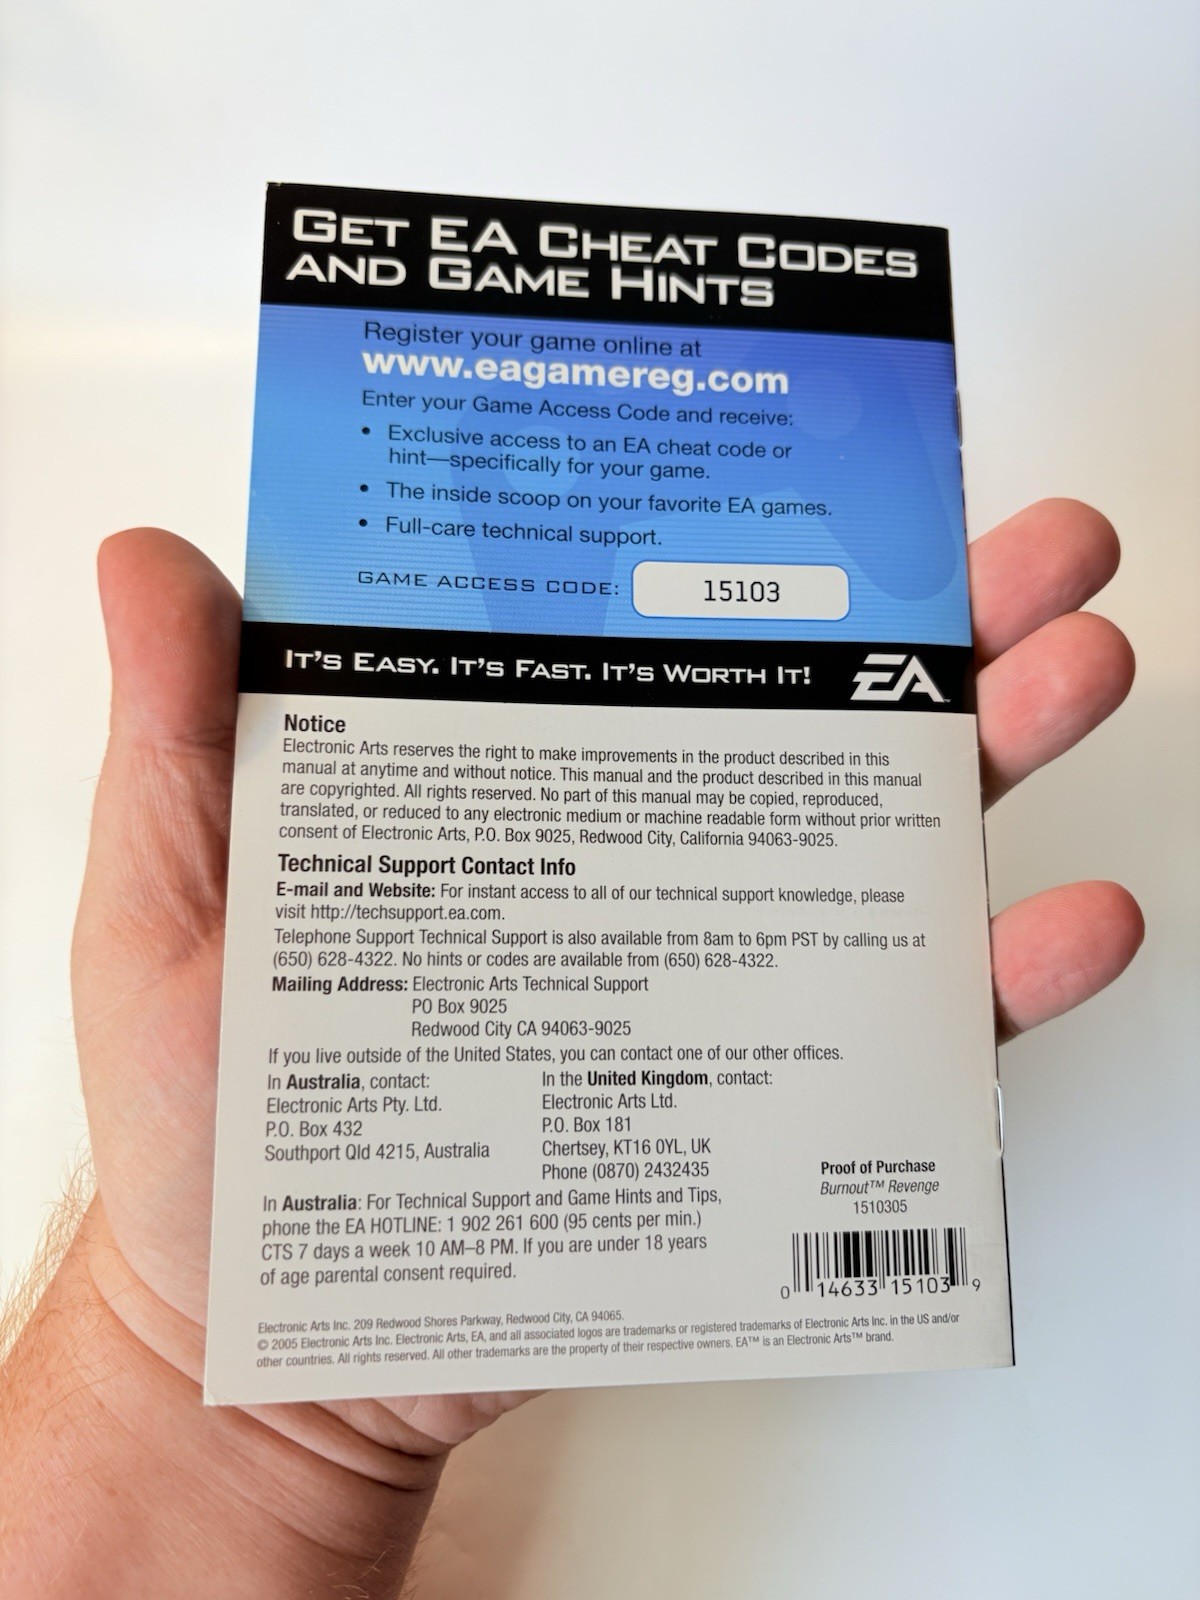 GET EA CHEAT CODES
AND GAME HINTS
Register your game online at
www.eagamereg.com
Enter your Game Access Code and receive:
• Exclusive access to an EA cheat code or
hint—specifically for your game.
• The inside scoop on your favorite EA games.
• Full-care technical support.
GAME ACCESS CODE: 15103
IT'S EASY. IT'S FAST. IT'S WORTH IT! EA™
Notice
Electronic Arts reserves the right to make improvements in the product described in this
manual at anytime and without notice. This manual and the product described in this manual
are copyrighted. All rights reserved. No part of this manual may be copied, reproduced,
translated, or reduced to any electronic medium or machine readable form without prior written
consent of Electronic Arts, P.O. Box 9025, Redwood City, California 94063-9025.
Technical Support Contact Info
E-mail and Website: For instant access to all of our technical support knowledge, please
visit http://techsupport.ea.com.
Telephone Support Technical Support is also available from 8am to 6pm PST by calling us at
(650) 628-4322. No hints or codes are available from (650) 628-4322.
Mailing Address: Electronic Arts Technical Support
PO Box 9025
Redwood City CA 94063-9025
If you live outside of the United States, you can contact one of our other offices.
In Australia, contact:
Electronic Arts Pty. Ltd.
P.O. Box 432
Southport Qld 4215, Australia
In the United Kingdom, contact:
Electronic Arts Ltd.
P.O. Box 181
Chertsey, KT16 0YL, UK
Phone (0870) 2432435
In Australia: For Technical Support and Game Hints and Tips,
phone the EA HOTLINE: 1 902 261 600 (95 cents per min.)
CTS 7 days a week 10 AM–8 PM. If you are under 18 years
of age parental consent required.
Proof of Purchase
Burnout™ Revenge
1510305
0 14633 15103 9
Electronic Arts Inc. 209 Redwood Shores Parkway, Redwood City, CA 94065.
© 2005 Electronic Arts Inc. Electronic Arts, EA, and all associated logos are trademarks or registered trademarks of Electronic Arts Inc. in the US and/or
other countries. All rights reserved. All other trademarks are the property of their respective owners. EA™ is an Electronic Arts™ brand.